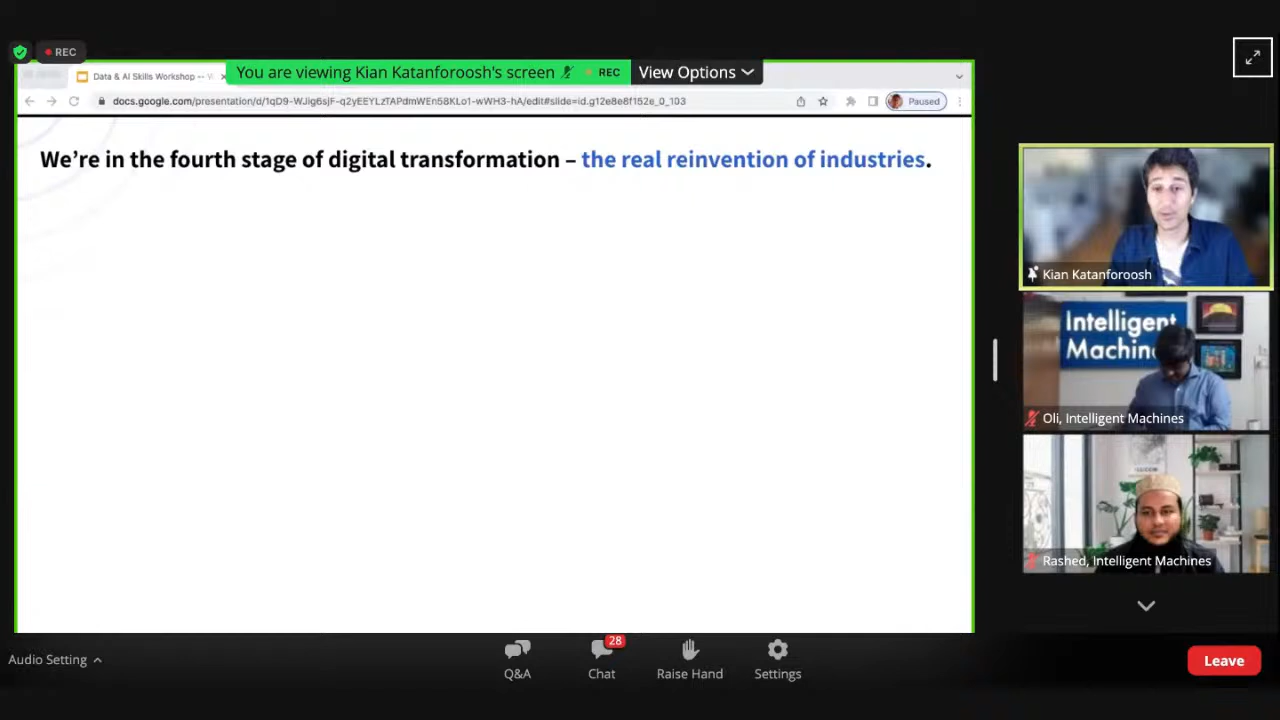 REC
Data & AI Skills Workshop --
You are viewing Kian Katanforoosh's screen
REC
View Options
docs.google.com/presentation/d/1qD9-WJig6sjF-q2yEEYLzTAPdmWEn58KLo1-wWH3-hA/edit#slide=id.g12e8e8f152e_0_103
Paused
We're in the fourth stage of digital transformation – the real reinvention of industries.
Kian Katanforoosh
Intelligent
Machin
Oli, Intelligent Machines
Rashed, Intelligent Machines
Audio Setting
Q&A
28
Chat
Raise Hand
Settings
Leave